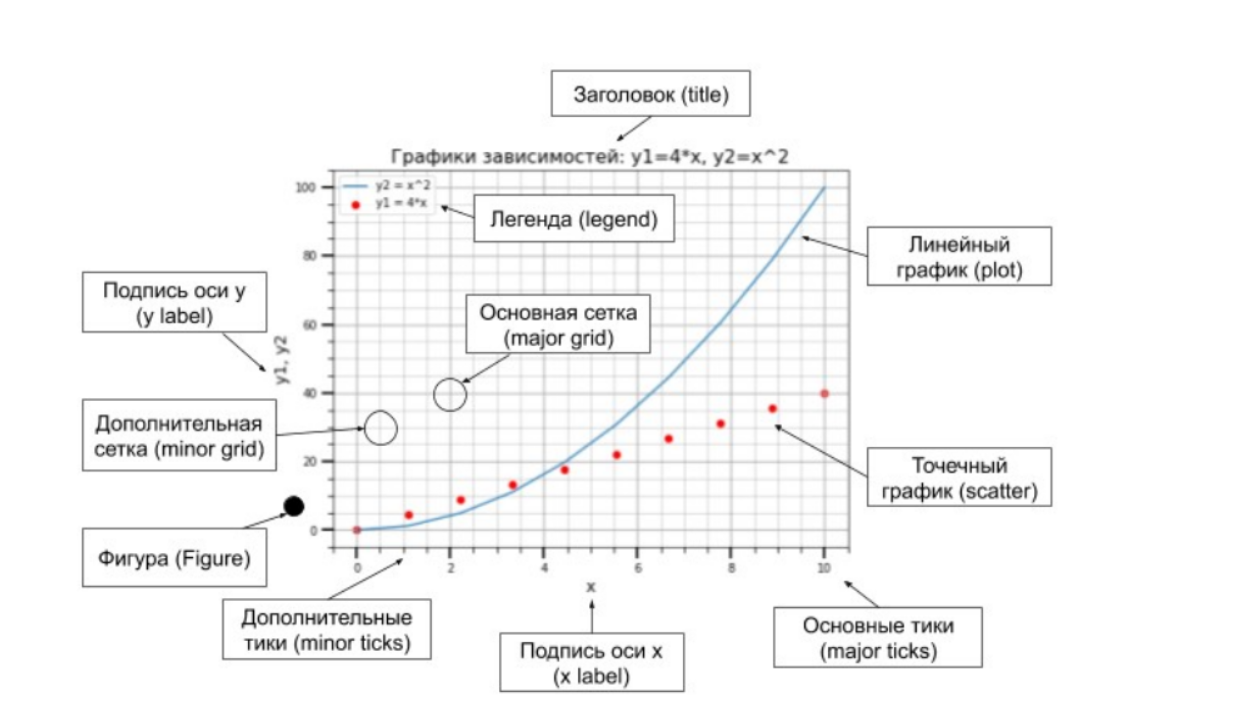 Заголовок (title)
Графики зависимостей: y1=4*x, y2=x^2
y2 = x^2
y1 = 4*x
Легенда (legend)
Линейный
график (plot)
Подпись оси y
(y label)
Основная сетка
(major grid)
y1, y2
100
80
60
40
20
0
Дополнительная
сетка (minor grid)
Точечный
график (scatter)
Фигура (Figure)
0 2 4 6 8 10
x
Дополнительные
тики (minor ticks)
Подпись оси x
(x label)
Основные тики
(major ticks)